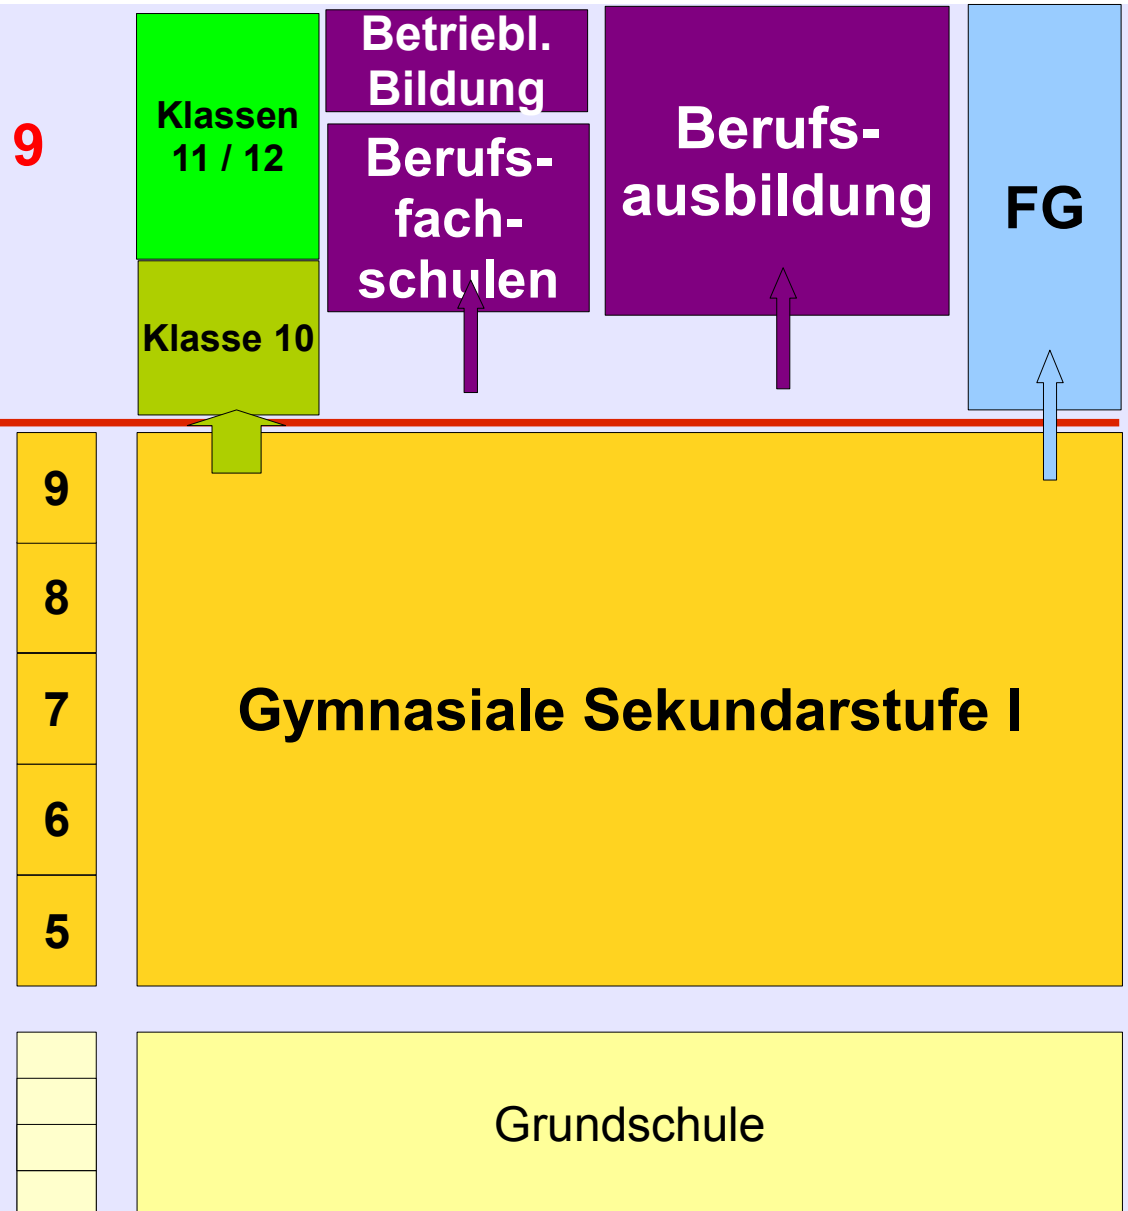 Betriebl.
Bildung
Klassen
11 / 12
9
Berufs-
fach-
schulen
Berufs-
ausbildung
FG
Klasse 10
9
8
7
6
5
Gymnasiale Sekundarstufe I
Grundschule